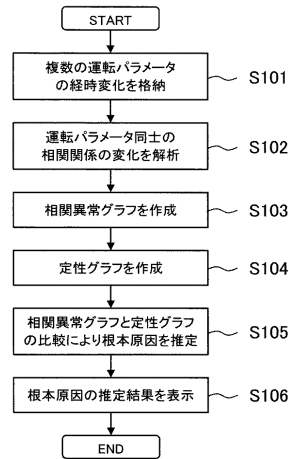 START
複数の運転パラメータ
の経時変化を格納
S101
運転パラメータ同士の
相関関係の変化を解析
S102
相関異常グラフを作成
S103
定性グラフを作成
S104
相関異常グラフと定性グラフ
の比較により根本原因を推定
S105
根本原因の推定結果を表示
S106
END